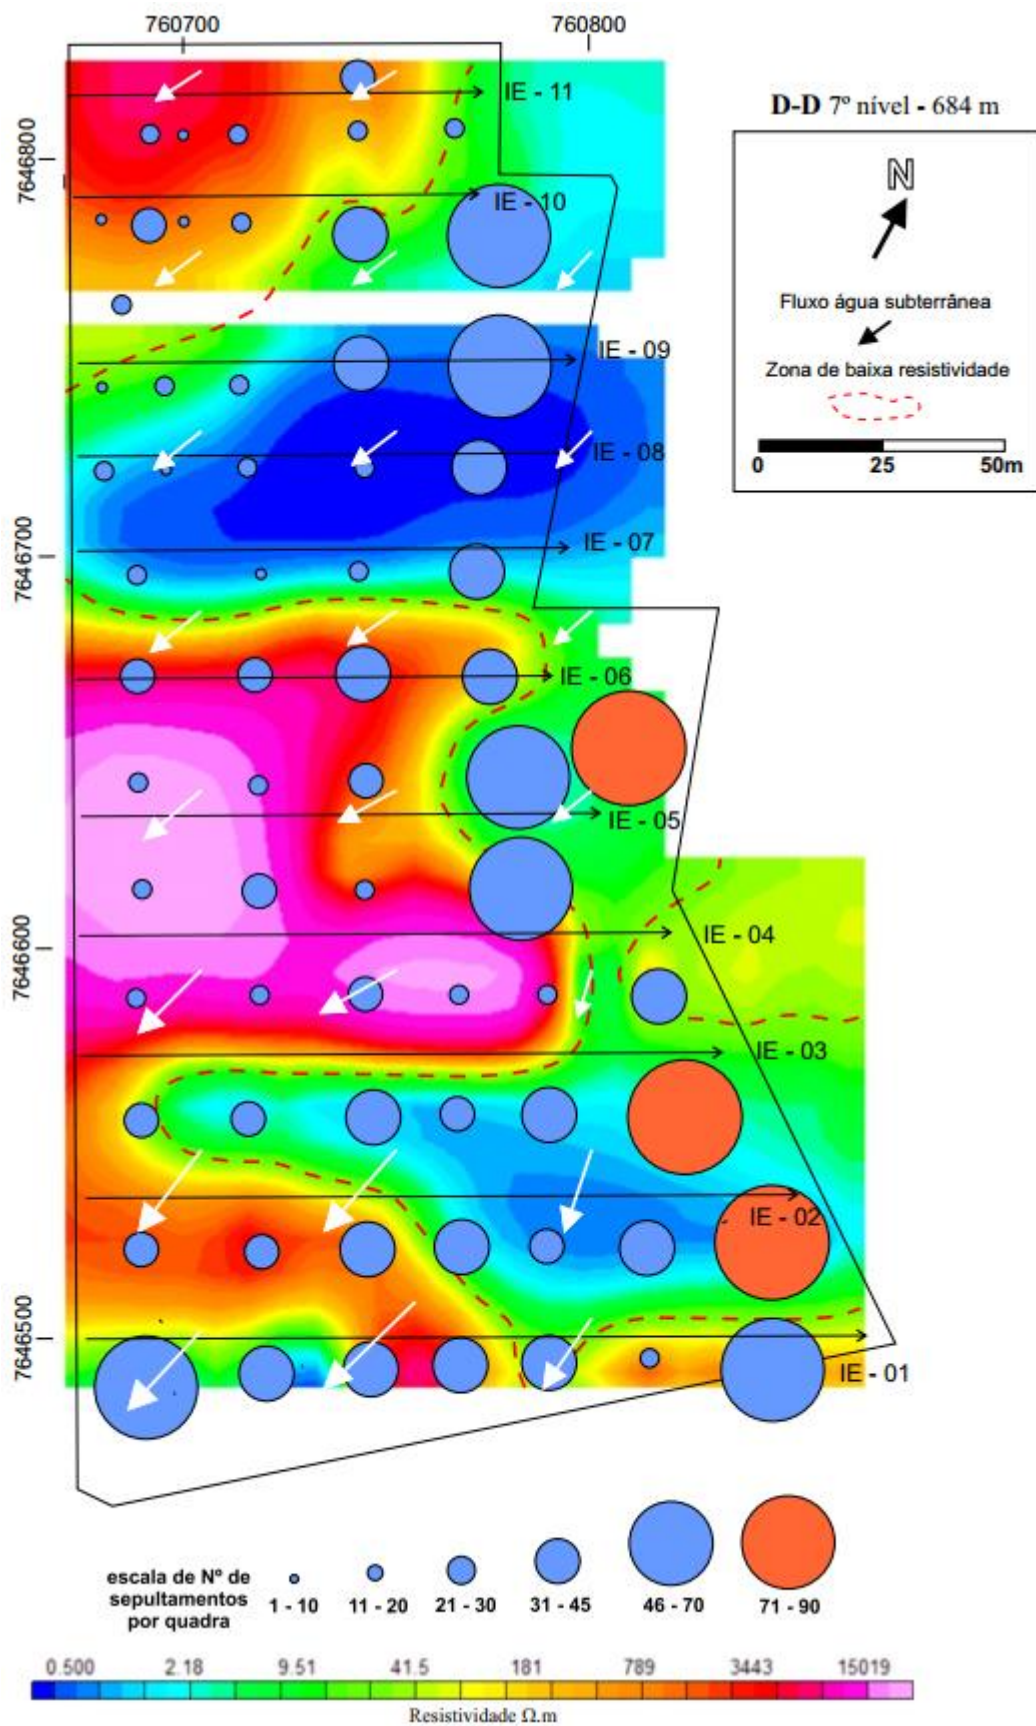 760700
760800
IE - 11
D-D 7º nível - 684 m
7646800
N
IE - 10
Fluxo água subterrânea
IE - 09
Zona de baixa resistividade
IE - 08
0 25 50m
7646700
IE - 07
IE - 06
IE - 05
7646600
IE - 04
IE - 03
IE - 02
7646500
IE - 01
escala de Nº de
sepultamentos
por quadra
1 - 10 11 - 20 21 - 30 31 - 45 46 - 70 71 - 90
0.500 2.18 9.51 41.5 181 789 3443 15019
Resistividade Ω.m